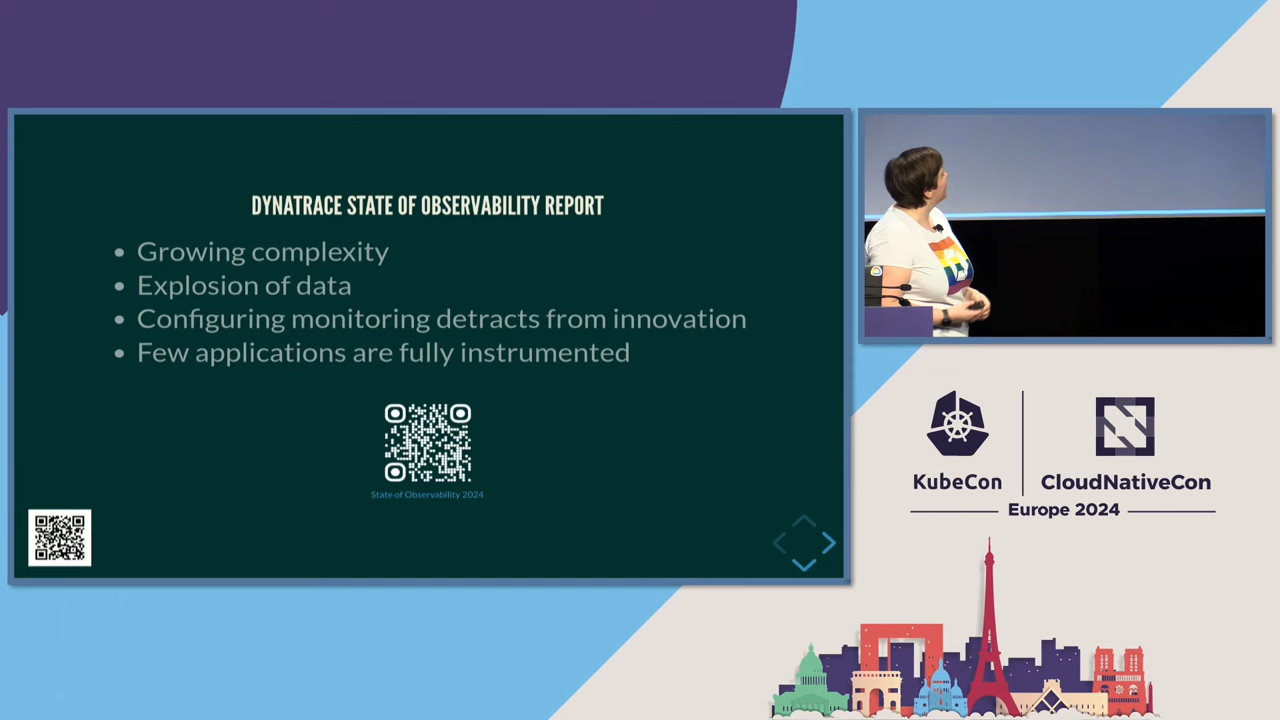 DYNATRACE STATE OF OBSERVABILITY REPORT
Growing complexity
Explosion of data
Configuring monitoring detracts from innovation
Few applications are fully instrumented
State of Observability 2024
KubeCon
CloudNativeCon
Europe 2024